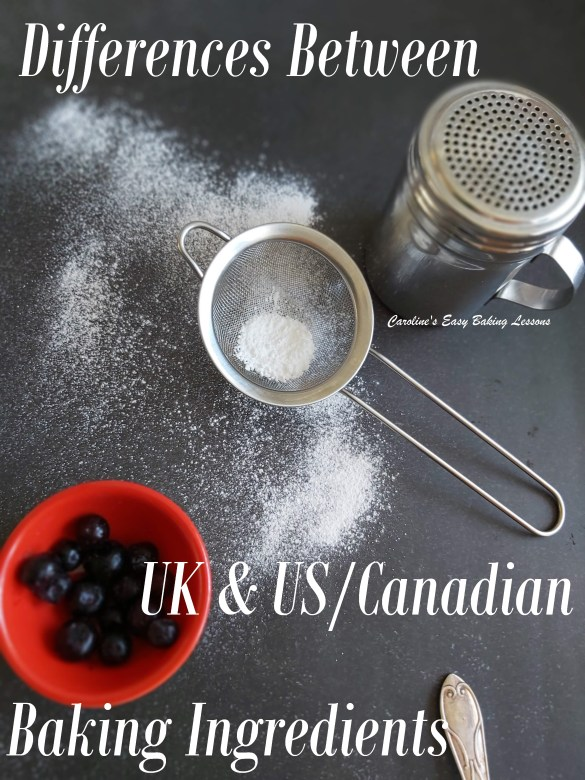 Differences Between
Caroline's Easy Baking Lessons
UK & US/Canadian
Baking Ingredients